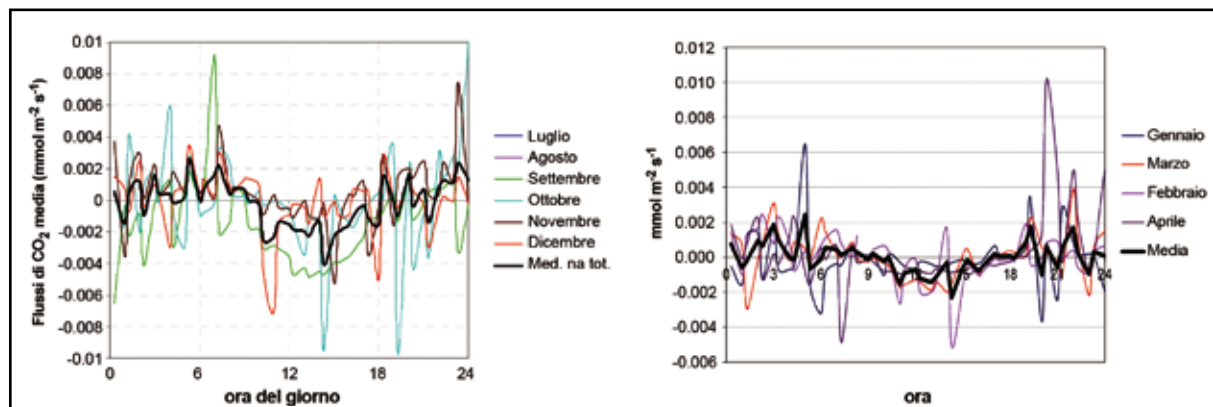 Flussi di CO2 media (mmol m-2 s-1)
0.01
0.008
0.006
0.004
0.002
0
-0.002
-0.004
-0.006
-0.008
-0.01
0
6
12
18
24
ora del giorno
Luglio
Agosto
Settembre
Ottobre
Novembre
Dicembre
Med. na tot.
mmol m-2 s-1
0.012
0.010
0.008
0.006
0.004
0.002
0.000
-0.002
-0.004
-0.006
0
3
6
9
18
21
24
ora
Gennaio
Marzo
Febbraio
Aprile
Media